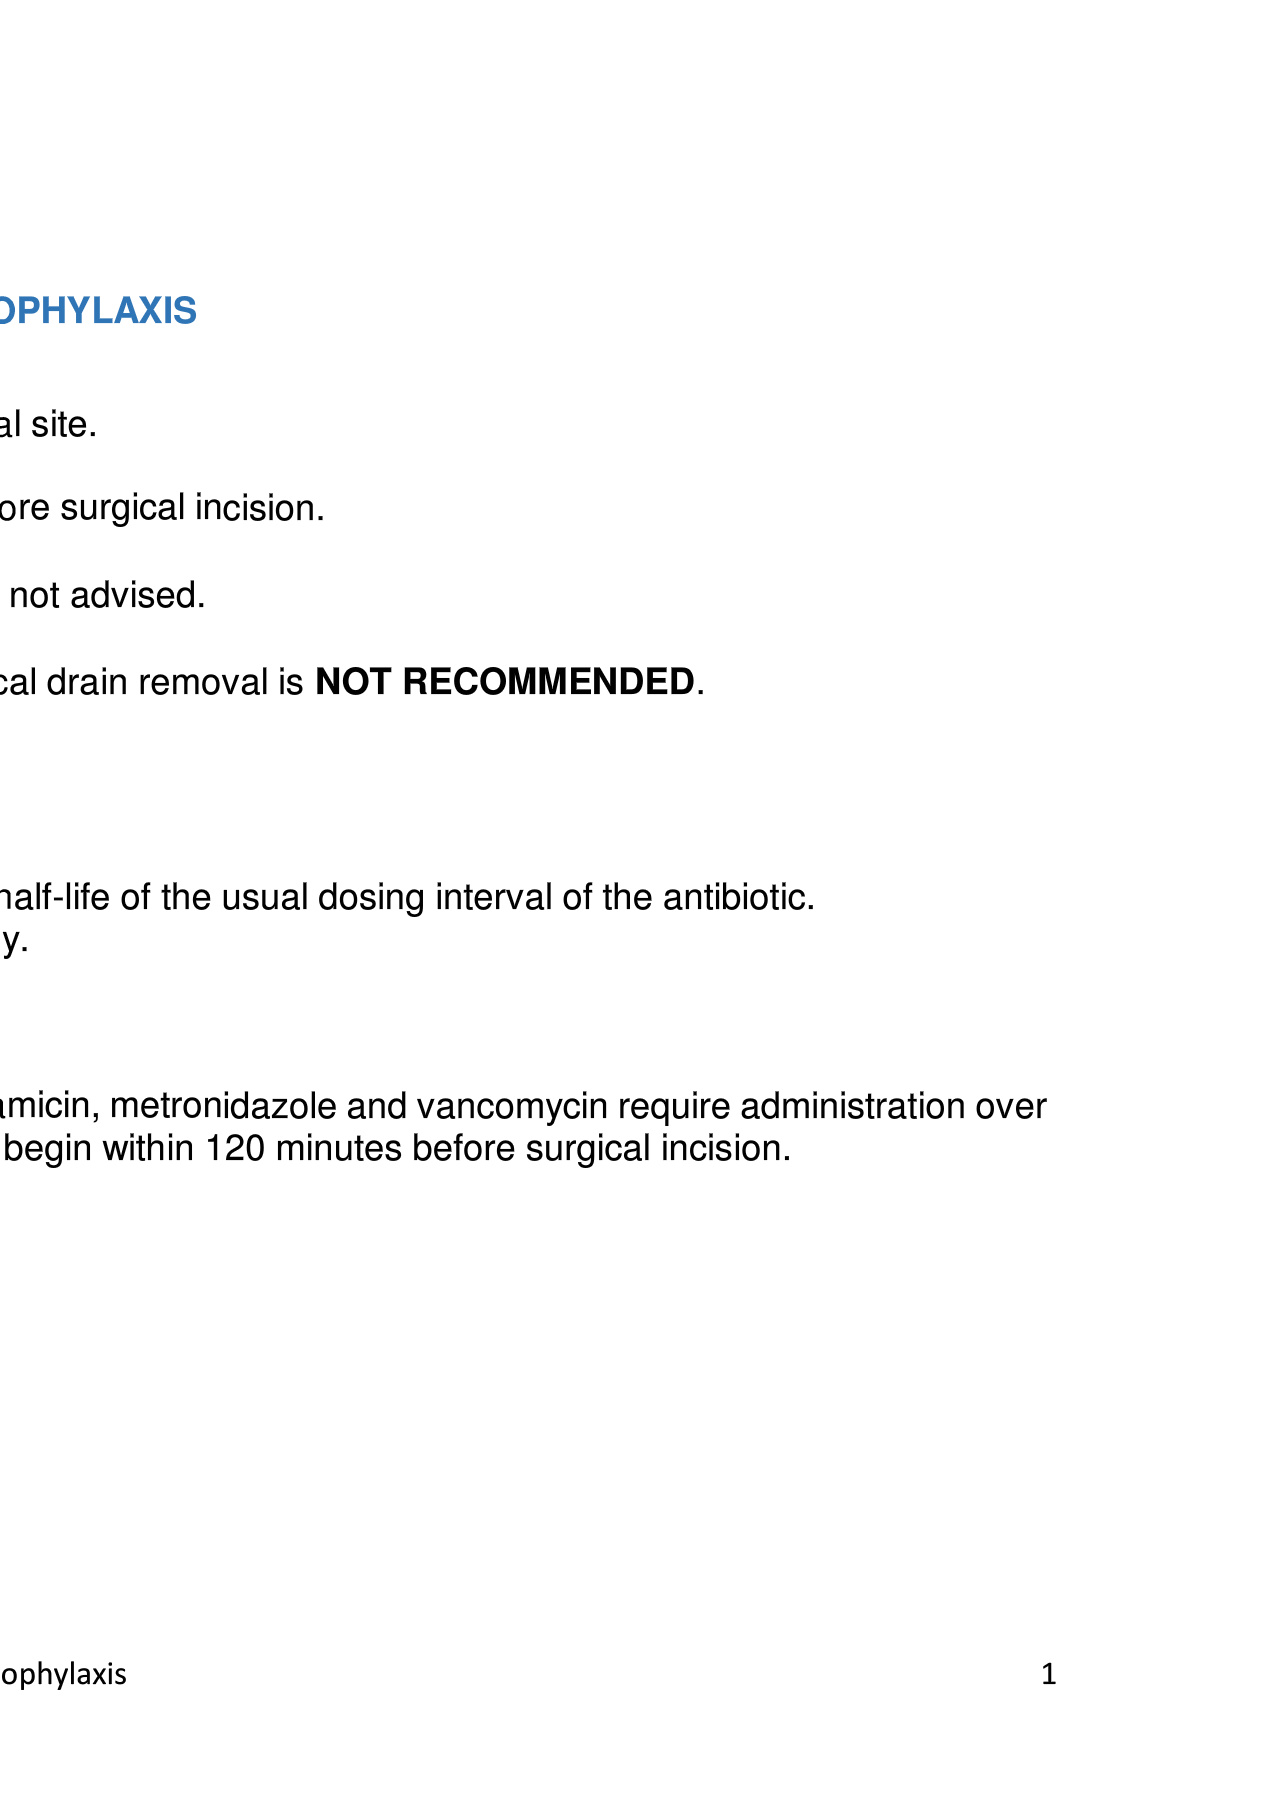 OPHYLAXIS
al site.
ore surgical incision.
not advised.
cal drain removal is NOT RECOMMENDED.
half-life of the usual dosing interval of the antibiotic.
y.
amicin, metronidazole and vancomycin require administration over
begin within 120 minutes before surgical incision.
ophylaxis 1